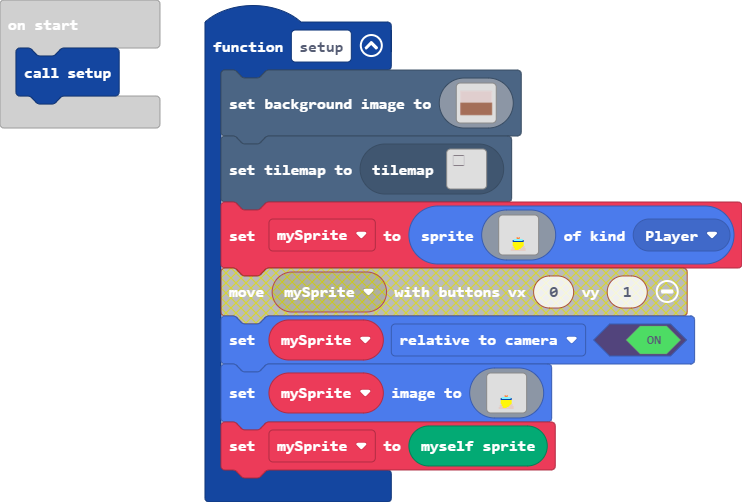 on start
call setup
function setup
set background image to
set tilemap to tilemap
set mySprite to sprite of kind Player
move mySprite with buttons vx 0 vy 1
set mySprite relative to camera ON
set mySprite image to
set mySprite to myself sprite